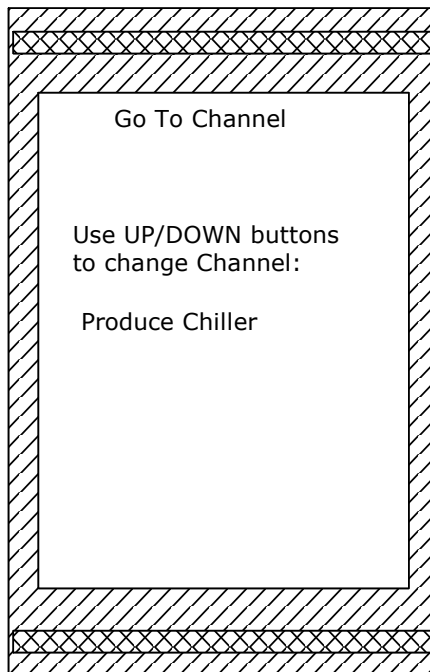 Go To Channel
Use UP/DOWN buttons
to change Channel:
Produce Chiller